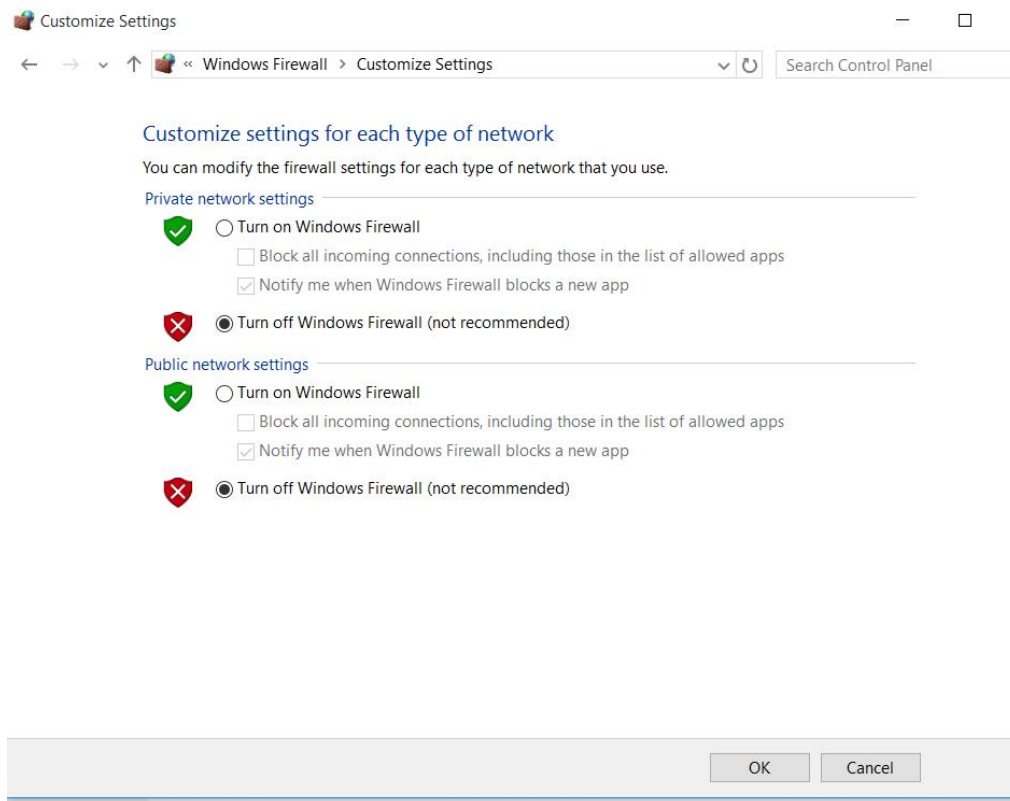 Customize Settings
« Windows Firewall > Customize Settings
Search Control Panel
Customize settings for each type of network
You can modify the firewall settings for each type of network that you use.
Private network settings
Turn on Windows Firewall
Block all incoming connections, including those in the list of allowed apps
Notify me when Windows Firewall blocks a new app
Turn off Windows Firewall (not recommended)
Public network settings
Turn on Windows Firewall
Block all incoming connections, including those in the list of allowed apps
Notify me when Windows Firewall blocks a new app
Turn off Windows Firewall (not recommended)
OK Cancel